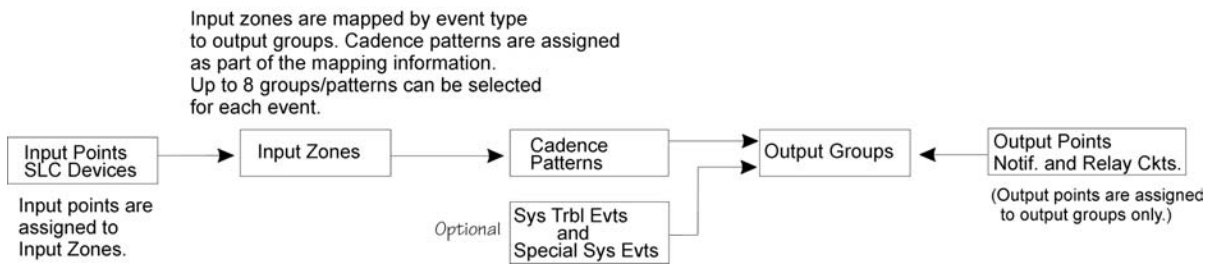 Input zones are mapped by event type
to output groups. Cadence patterns are assigned
as part of the mapping information.
Up to 8 groups/patterns can be selected
for each event.
Input Points
SLC Devices
Input Zones
Cadence
Patterns
Output Groups
Output Points
Notif. and Relay Ckts.
Input points are
assigned to
Input Zones.
Optional
Sys Trbl Evts
and
Special Sys Evts
(Output points are assigned
to output groups only.)